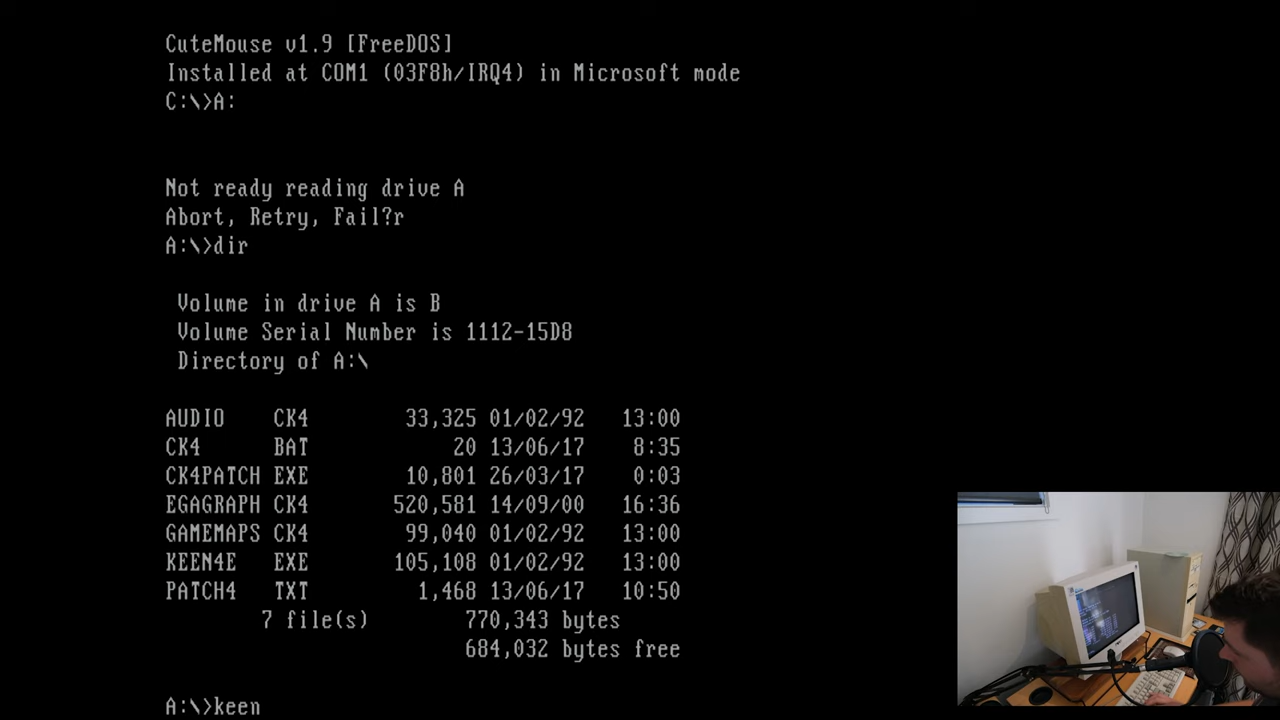 CuteMouse v1.9 [FreeDOS]
Installed at COM1 (03F8h/IRQ4) in Microsoft mode
C:\>A:
Not ready reading drive A
Abort, Retry, Fail?r
A:\>dir
Volume in drive A is B
Volume Serial Number is 1112-15D8
Directory of A:\
AUDIO CK4 33,325 01/02/92 13:00
CK4 BAT 20 13/06/17 8:35
CK4PATCH EXE 10,801 26/03/17 0:03
EGAGRAPH CK4 520,581 14/09/00 16:36
GAMEMAPS CK4 99,040 01/02/92 13:00
KEEN4E EXE 105,108 01/02/92 13:00
PATCH4 TXT 1,468 13/06/17 10:50
7 file(s) 770,343 bytes
684,032 bytes free
A:\>keen